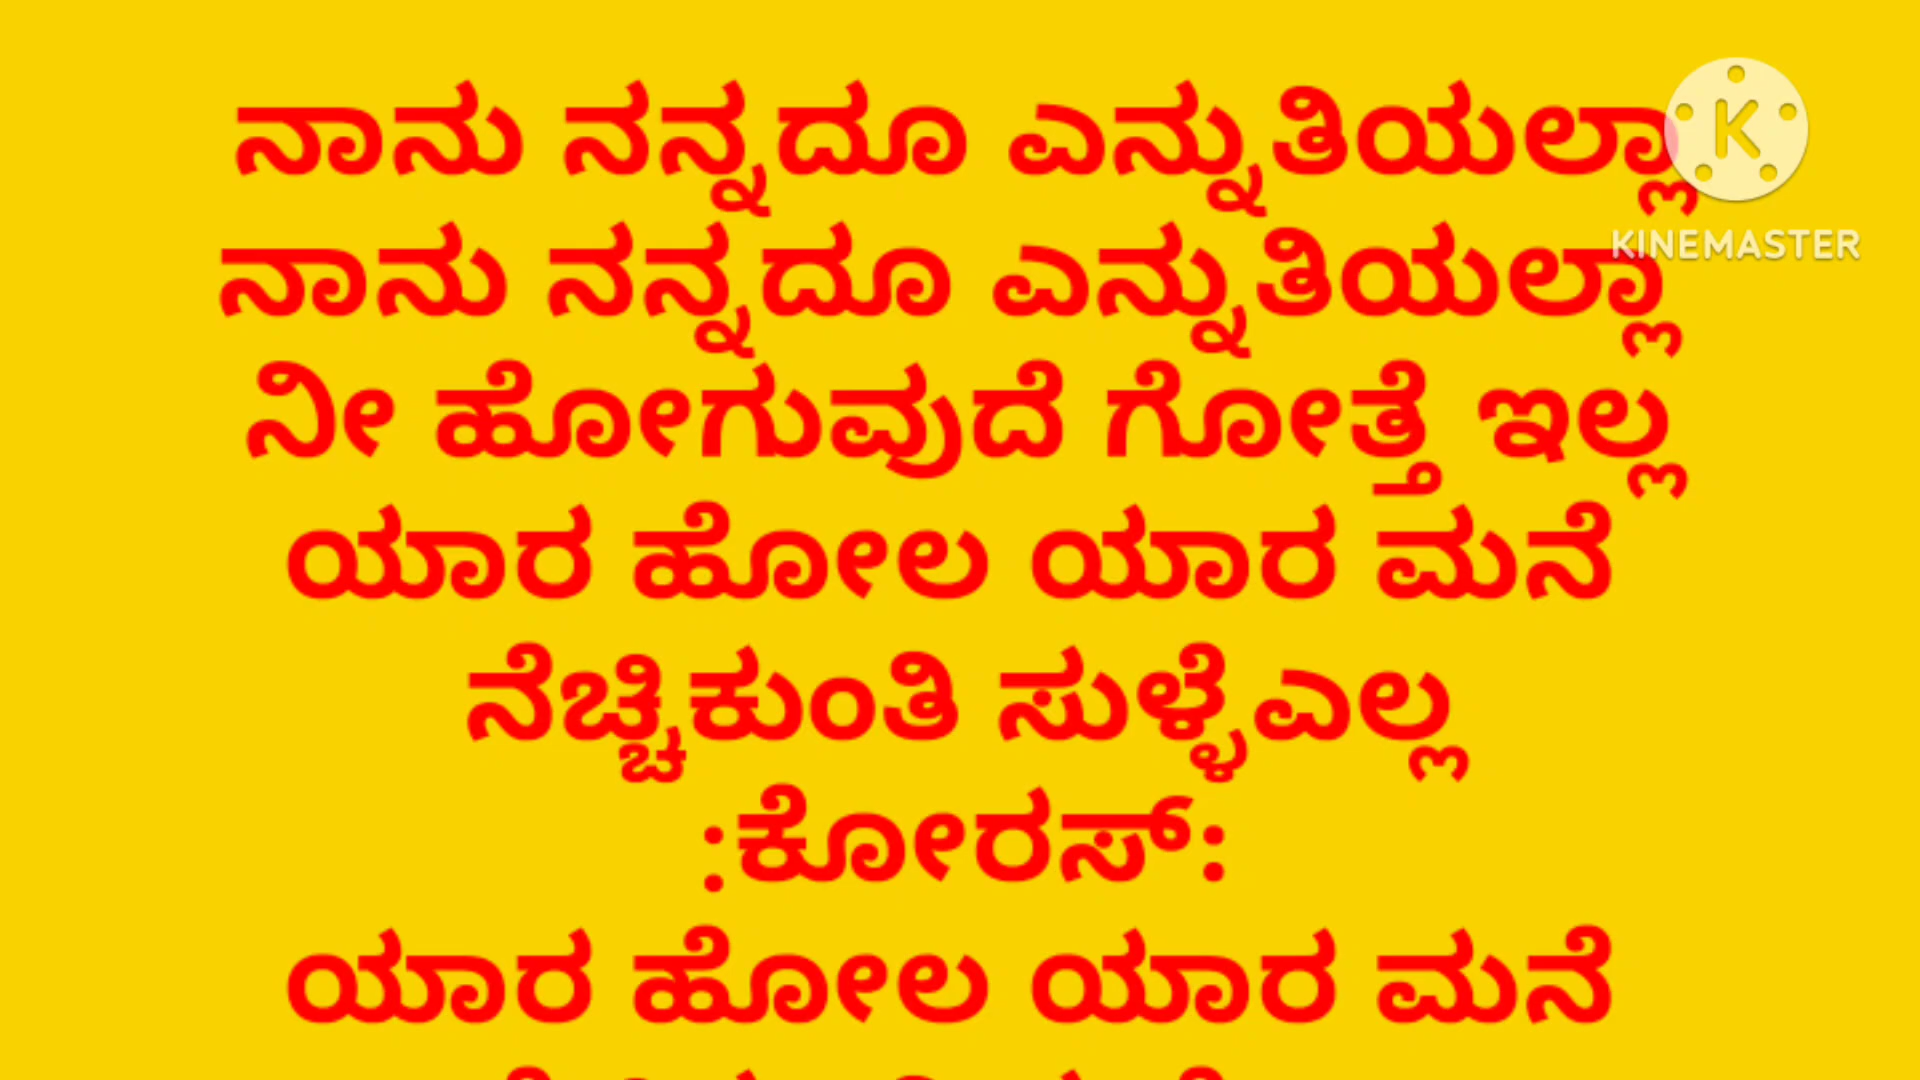 ನಾನು ನನ್ನದೂ ಎನ್ನುತಿಯಲ್ಲಾ
ನಾನು ನನ್ನದೂ ಎನ್ನುತಿಯಲ್ಲಾ
KINEMASTER
ನೀ ಹೋಗುವುದೆ ಗೋತ್ತೆ ಇಲ್ಲ
ಯಾರ ಹೋಲ ಯಾರ ಮನೆ
ನೆಚ್ಚಿಕುಂತಿ ಸುಳ್ಳೆಎಲ್ಲ
:ಕೋರಸ್:
ಯಾರ ಹೋಲ ಯಾರ ಮನೆ